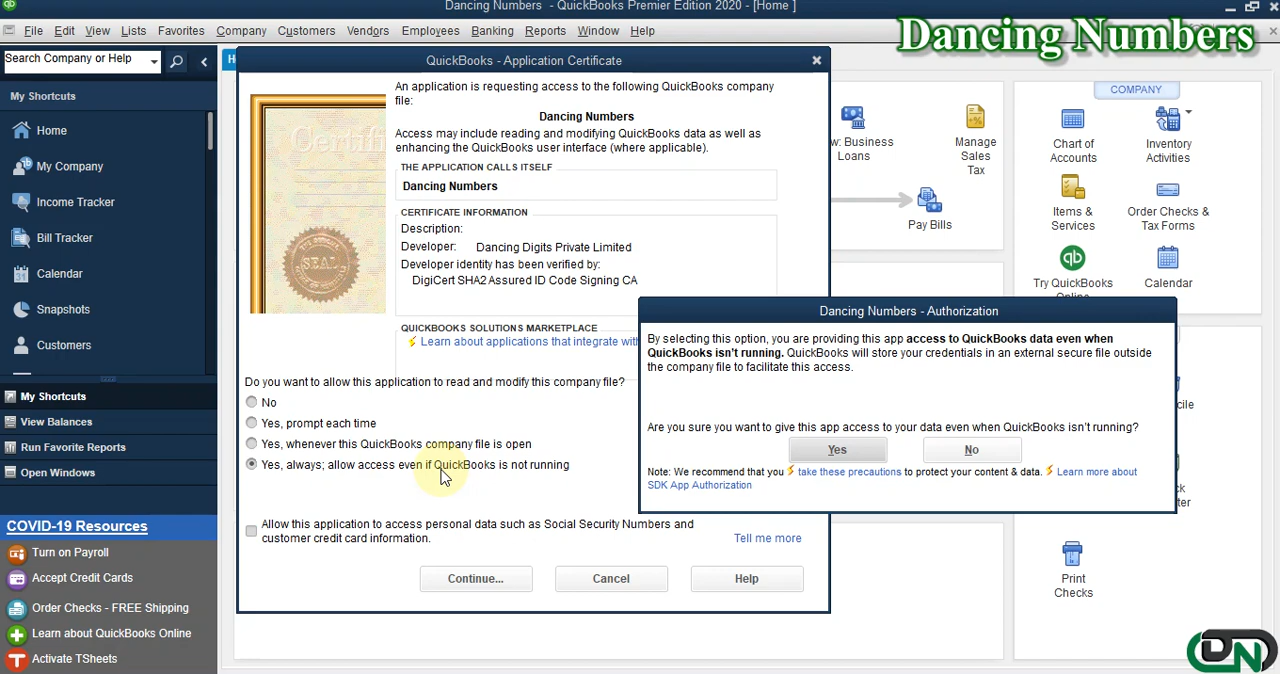 Dancing Numbers - QuickBooks Premier Edition 2020 - [Home ]
File Edit View Lists Favorites Company Customers Employees Banking Reports Window Help
Dancing Numbers
Search Company or Help
My Shortcuts
Home
My Company
Income Tracker
Bill Tracker
Calendar
Snapshots
Customers
My Shortcuts
View Balances
Run Favorite Reports
Open Windows
COVID-19 Resources
Turn on Payroll
Accept Credit Cards
Order Checks - FREE Shipping
Learn about QuickBooks Online
Activate TSheets
QuickBooks - Application Certificate
An application is requesting access to the following QuickBooks company
file:
Dancing Numbers
Access may include reading and modifying QuickBooks data as well as
enhancing the QuickBooks user interface (where applicable).
THE APPLICATION CALLS ITSELF
Dancing Numbers
CERTIFICATE INFORMATION
Description:
Developer: Dancing Digits Private Limited
Developer identity has been verified by:
DigiCert SHA2 Assured ID Code Signing CA
SEAL
QUICKBOOKS SOLUTIONS MARKETPLACE
Learn about applications that integrate with
Do you want to allow this application to read and modify this company file?
No
Yes, prompt each time
Yes, whenever this QuickBooks company file is open
Yes, always; allow access even if QuickBooks is not running
Allow this application to access personal data such as Social Security Numbers and
customer credit card information.
Tell me more
Continue... Cancel Help
Dancing Numbers - Authorization
By selecting this option, you are providing this app access to QuickBooks data even when
QuickBooks isn't running. QuickBooks will store your credentials in an external secure file outside
the company file to facilitate this access.
Are you sure you want to give this app access to your data even when QuickBooks isn't running?
Yes No
Note: We recommend that you take these precautions to protect your content & data. Learn more about
SDK App Authorization
w: Business
Loans
Manage
Sales
Tax
Pay Bills
COMPANY
Chart of
Accounts
Inventory
Activities
Items &
Services
Order Checks &
Tax Forms
Try QuickBooks
Calendar
cile
Print
Checks
DN